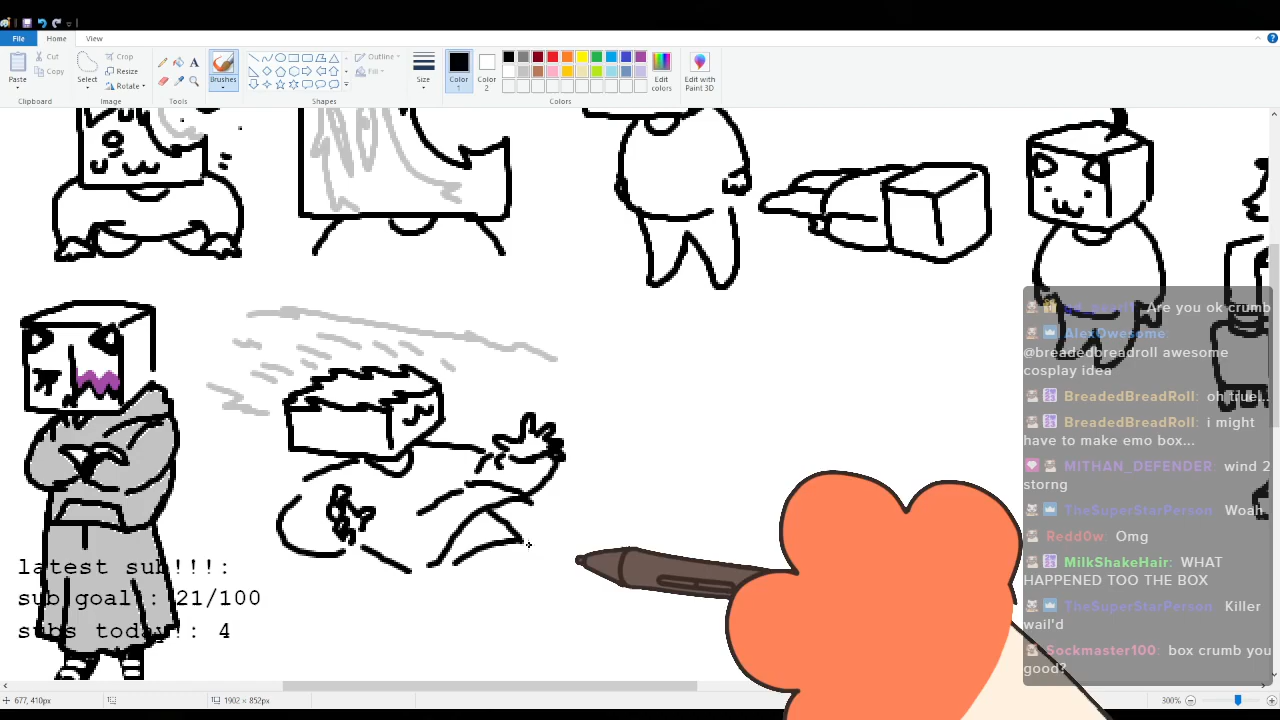 File Home View
Paste
Cut
Copy
Clipboard
Select
Crop
Resize
Rotate
Image
Tools
Brushes
Shapes
Outline
Fill
Size
Color 1
Color 2
Edit colors
Edit with Paint 3D
Colors
Are you ok crumb
AlexOwesome:
@breadedbreadroll awesome
cosplay idea
BreadedBreadRoll: oh true...
BreadedBreadRoll: i might
have to make emo box...
MITHAN_DEFENDER: wind 2
storng
TheSuperStarPerson: Woah
Redd0w: Omg
MilkShakeHair: WHAT
HAPPENED TOO THE BOX
TheSuperStarPerson: Killer
wail'd
Sockmaster100: box crumb you
good?
latest sub!!!:
sub goal!: 21/100
subs today!: 4
677, 410px
1902 × 852px
300%